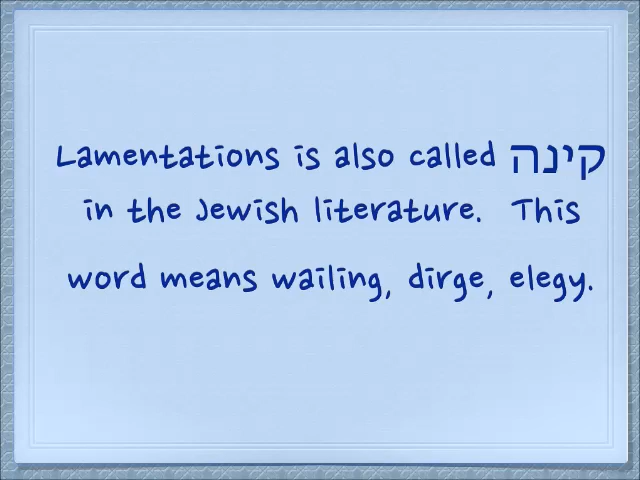 Lamentations is also called קינה
in the Jewish literature.  This
word means wailing, dirge, elegy.